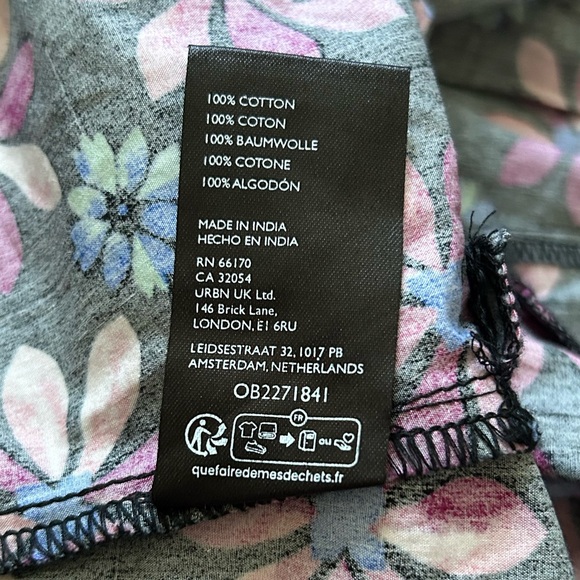 100% COTTON
100% COTON
100% BAUMWOLLE
100% COTONE
100% ALGODÓN
MADE IN INDIA
HECHO EN INDIA
RN 66170
CA 32054
URBN UK Ltd.
146 Brick Lane,
LONDON, E1 6RU
LEIDSESTRAAT 32, 1017 PB
AMSTERDAM, NETHERLANDS
OB2271841
FR
ou
quefairedemesdechets.fr